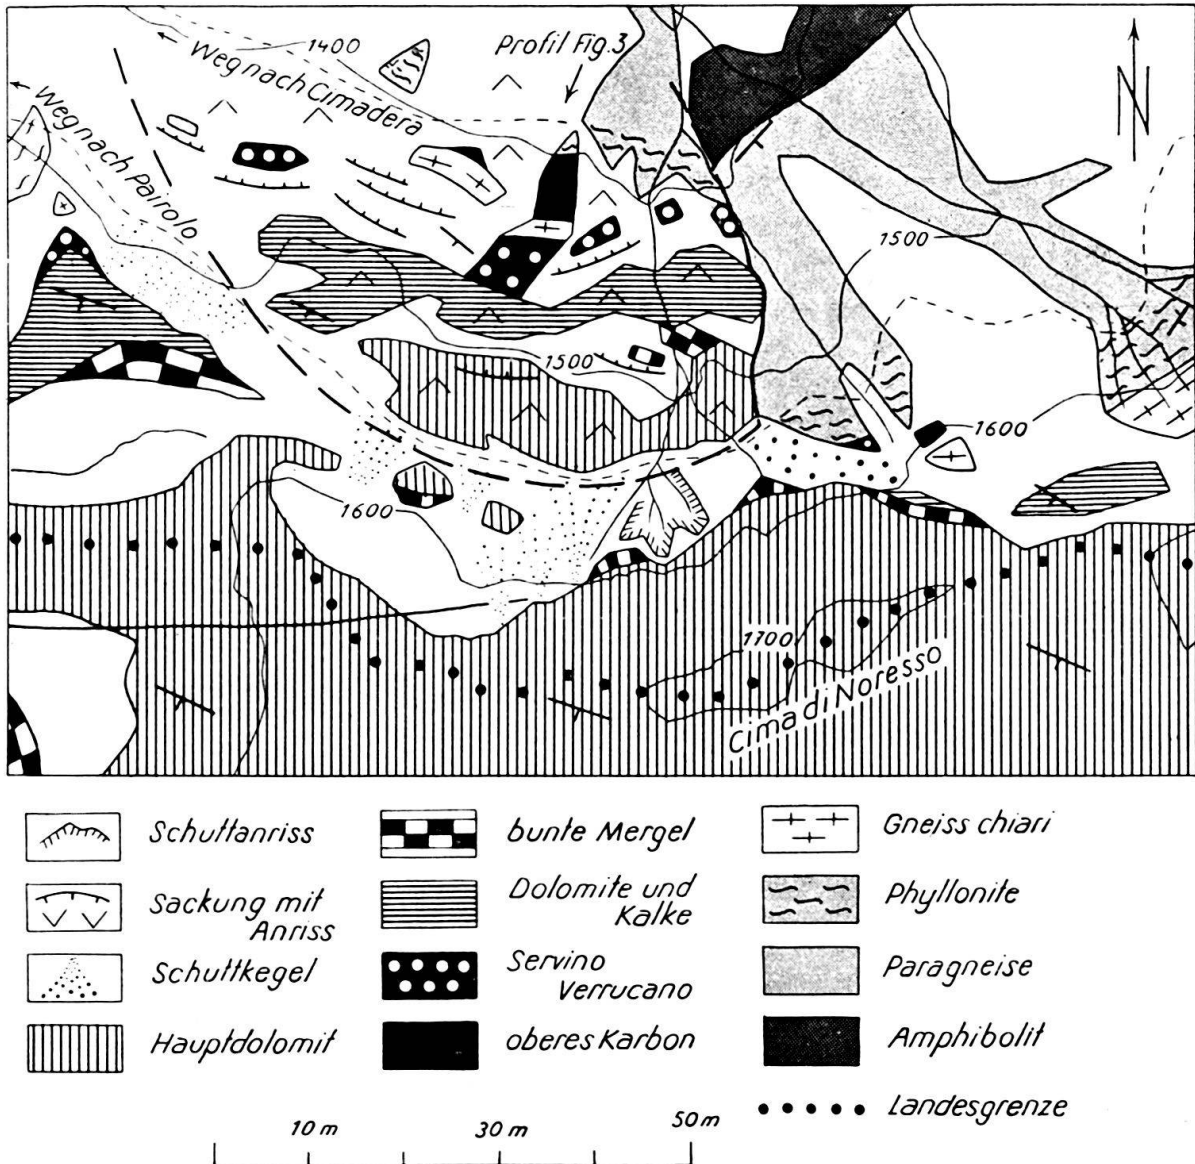 1400
Weg nach Cimadera
Profil Fig. 3
N
Weg nach Pairolo
1500
1500
1600
1600
1700
Cima di Noresso
Schuttanriss
bunte Mergel
Gneiss chiari
Sackung mit
Anriss
Dolomite und
Kalke
Phyllonite
Schuttkegel
Servino
Verrucano
Paragneise
Hauptdolomit
oberes Karbon
Amphibolit
Landesgrenze
10 m
30 m
50 m